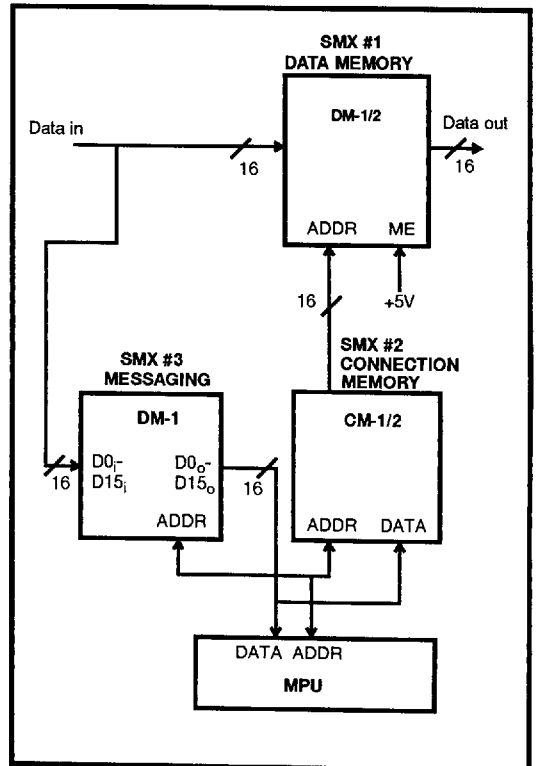 SMX #1
DATA MEMORY
DM-1/2
Data in
Data out
16
16
ADDR ME
16
+5V
SMX #2
CONNECTION
MEMORY
SMX #3
MESSAGING
DM-1
CM-1/2
D0i-
D15i
D0o-
D15o
16
16
ADDR
ADDR DATA
DATA ADDR
MPU